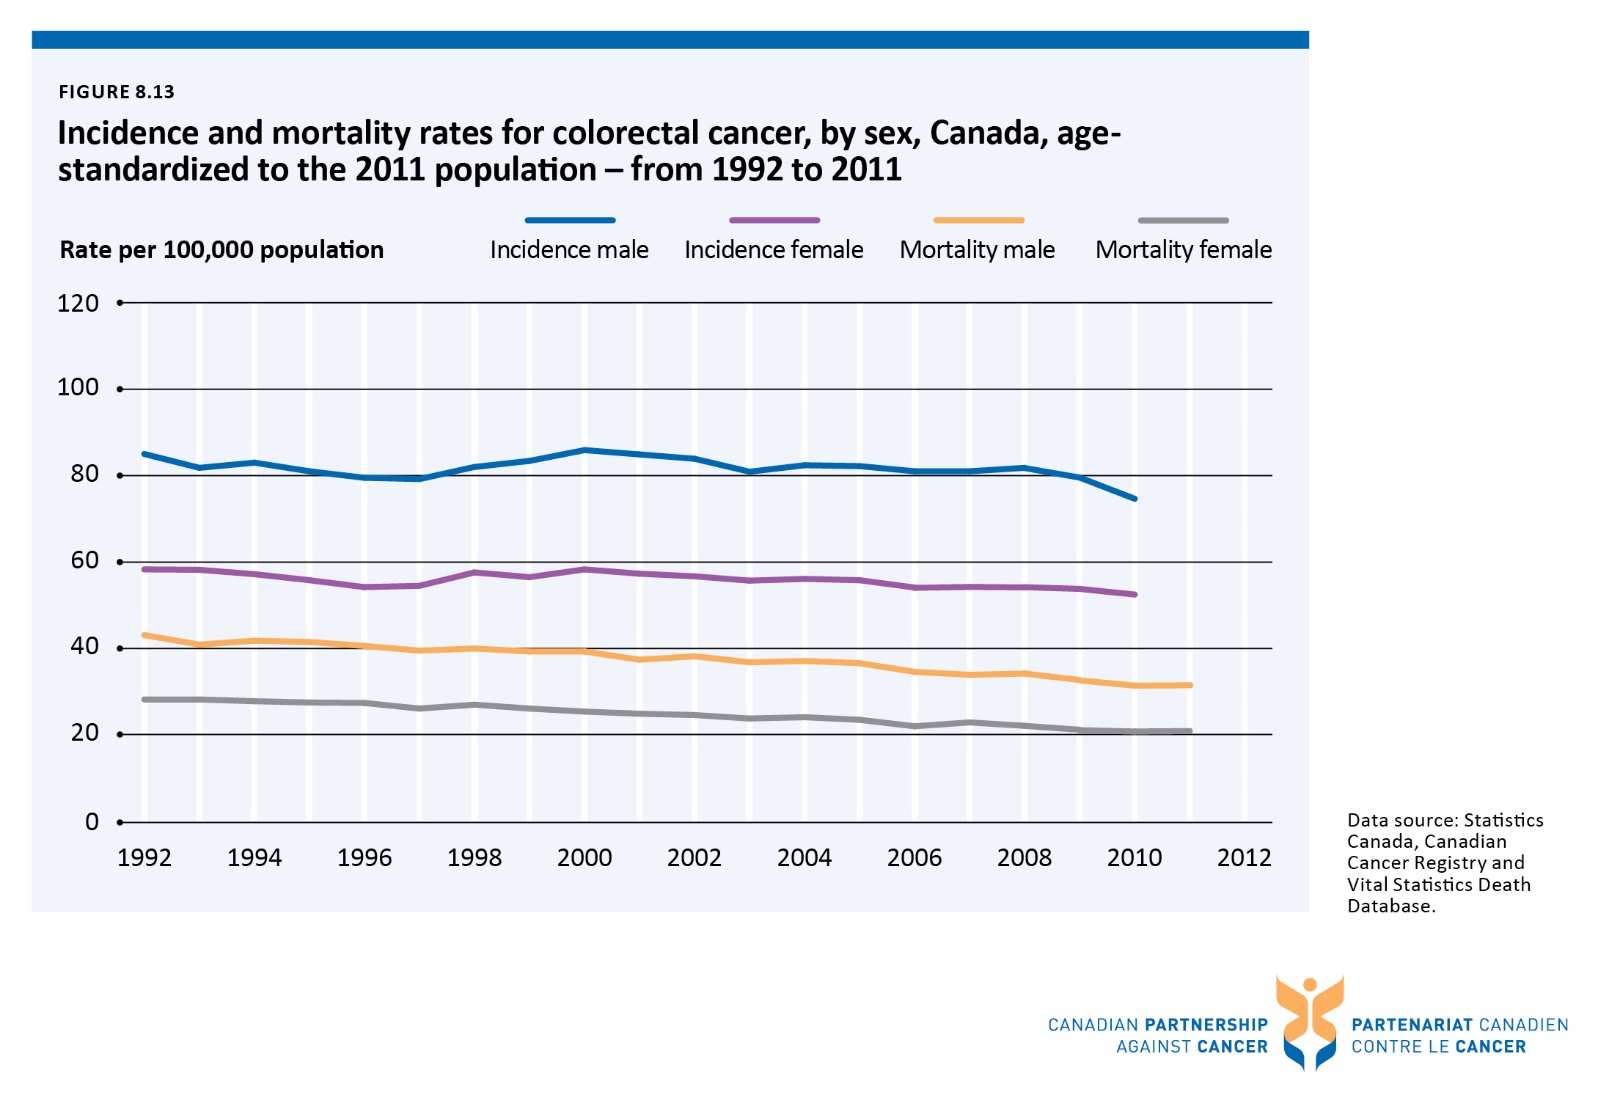 FIGURE 8.13
Incidence and mortality rates for colorectal cancer, by sex, Canada, age-
standardized to the 2011 population – from 1992 to 2011
Rate per 100,000 population
Incidence male
Incidence female
Mortality male
Mortality female
120
100
80
60
40
20
0
1992 1994 1996 1998 2000 2002 2004 2006 2008 2010 2012
Data source: Statistics
Canada, Canadian
Cancer Registry and
Vital Statistics Death
Database.
CANADIAN PARTNERSHIP
AGAINST CANCER
PARTENARIAT CANADIEN
CONTRE LE CANCER